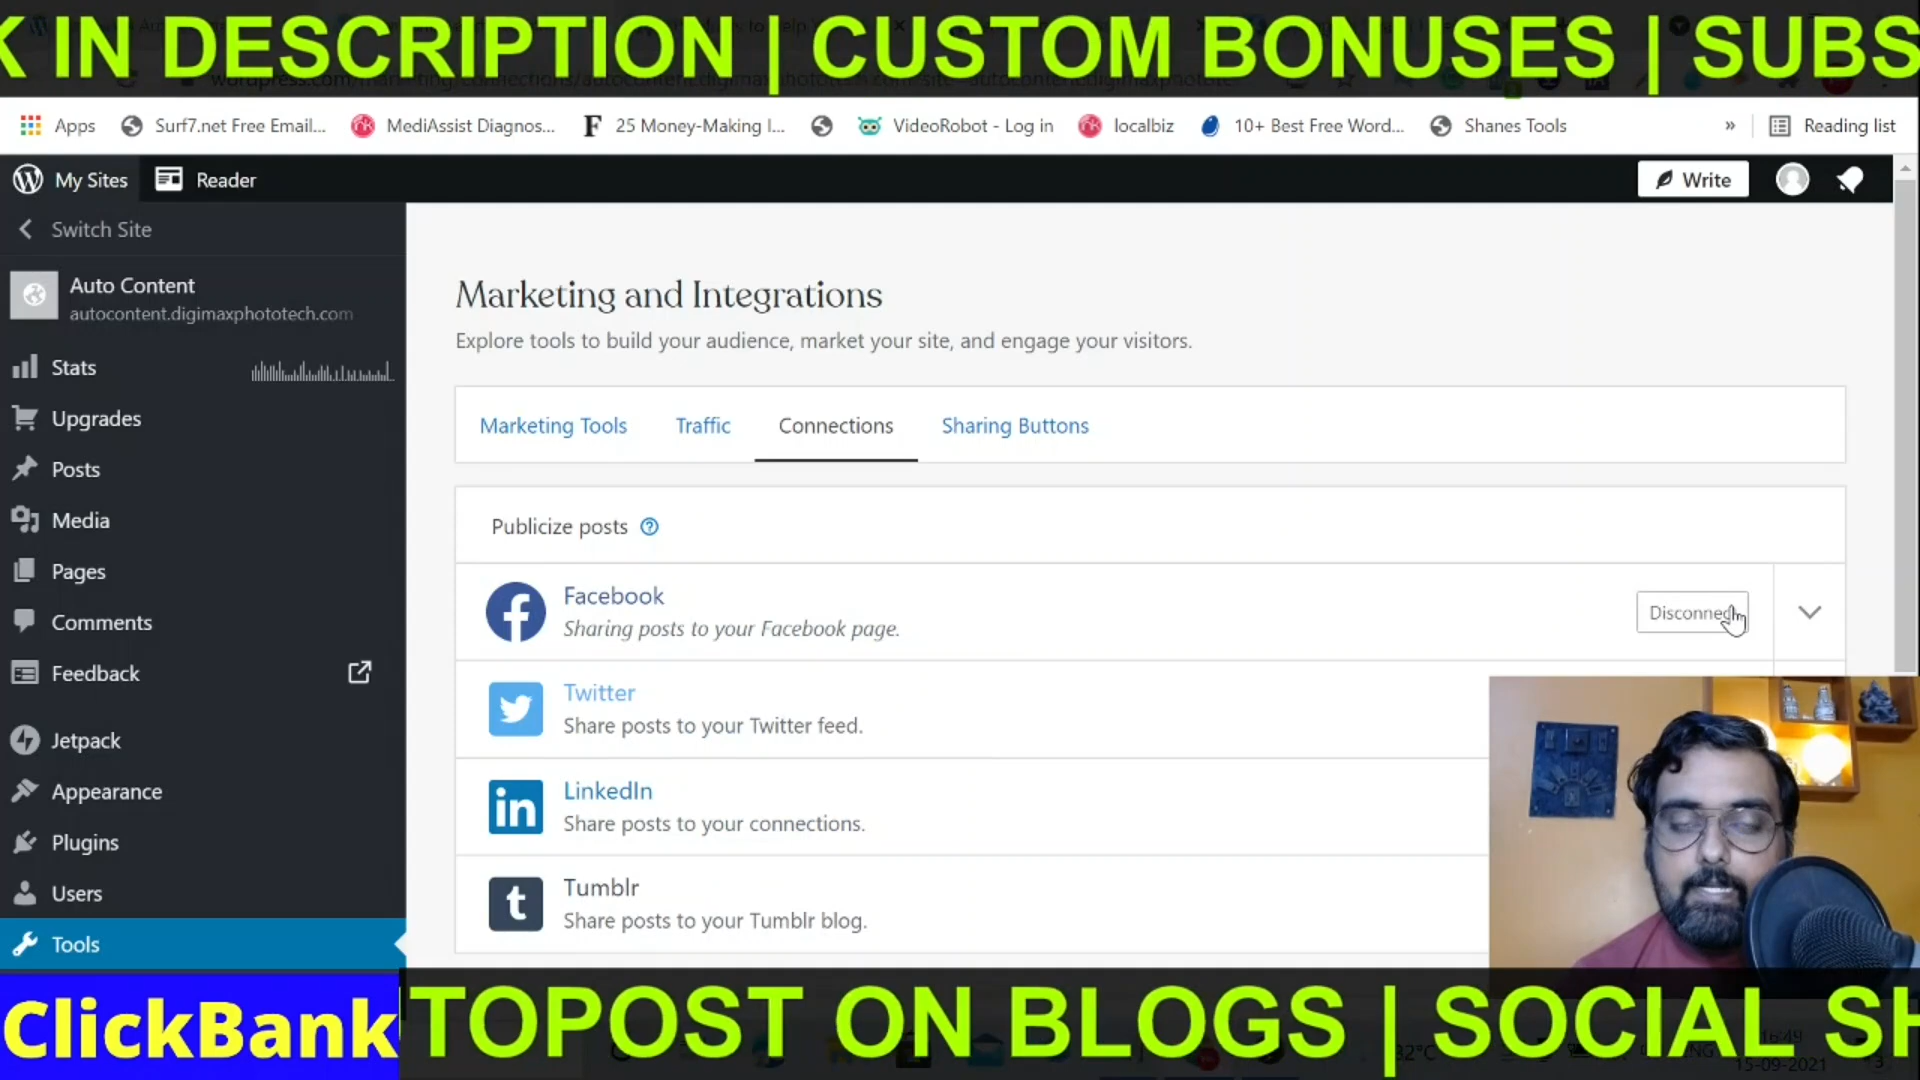 K IN DESCRIPTION | CUSTOM BONUSES | SUBS
Apps Surf7.net Free Email... MediAssist Diagnos... 25 Money-Making I... VideoRobot - Log in localbiz 10+ Best Free Word... Shanes Tools » Reading list
My Sites Reader Write
Switch Site
Auto Content
autocontent.digimaxphototech.com
Stats
Upgrades
Posts
Media
Pages
Comments
Feedback
Jetpack
Appearance
Plugins
Users
Tools
Marketing and Integrations
Explore tools to build your audience, market your site, and engage your visitors.
Marketing Tools Traffic Connections Sharing Buttons
Publicize posts
Facebook
Sharing posts to your Facebook page.
Disconnect
Twitter
Share posts to your Twitter feed.
LinkedIn
Share posts to your connections.
Tumblr
Share posts to your Tumblr blog.
ClickBank TOPOST ON BLOGS | SOCIAL SH
16:49
15-09-2021